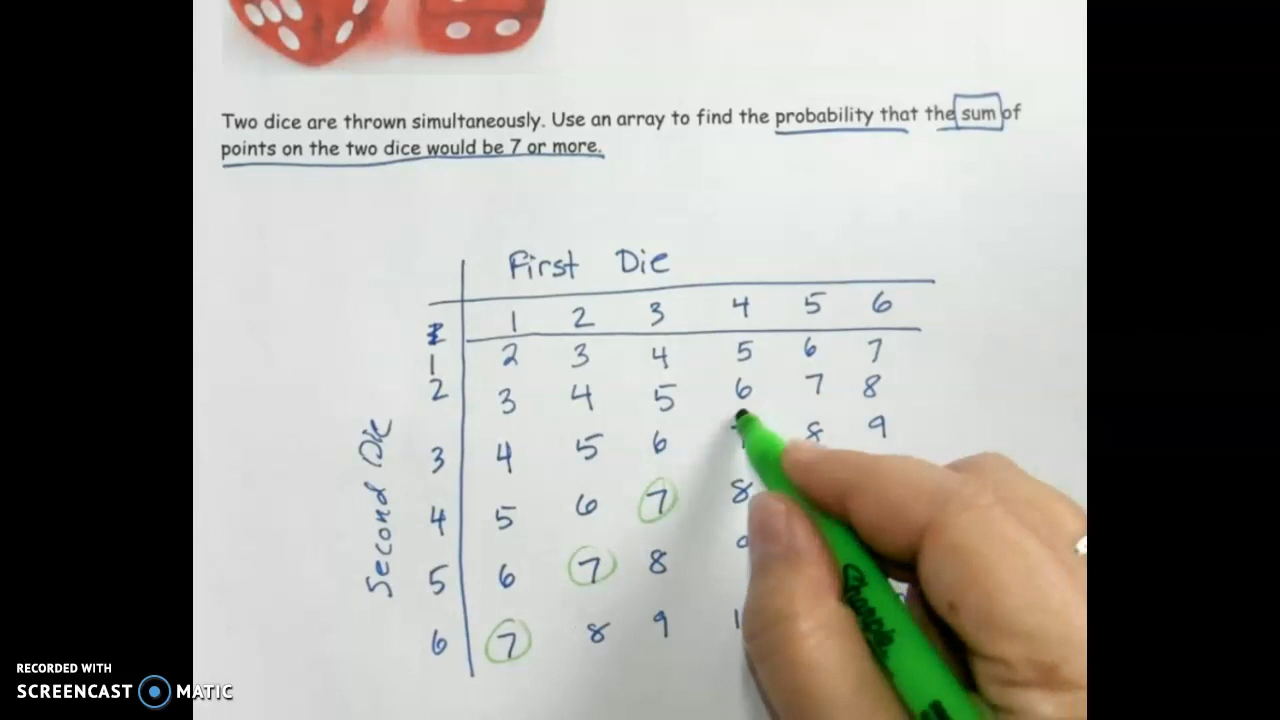 Two dice are thrown simultaneously. Use an array to find the probability that the sum of
points on the two dice would be 7 or more.
First Die
1 2 3 4 5 6
1 2 3 4 5 6 7
2 3 4 5 6 7 8
3 4 5 6 8 9
4 5 6 7 8
5 6 7 8
6 7 8 9
Second Die
Sharpie
RECORDED WITH
SCREENCAST MATIC